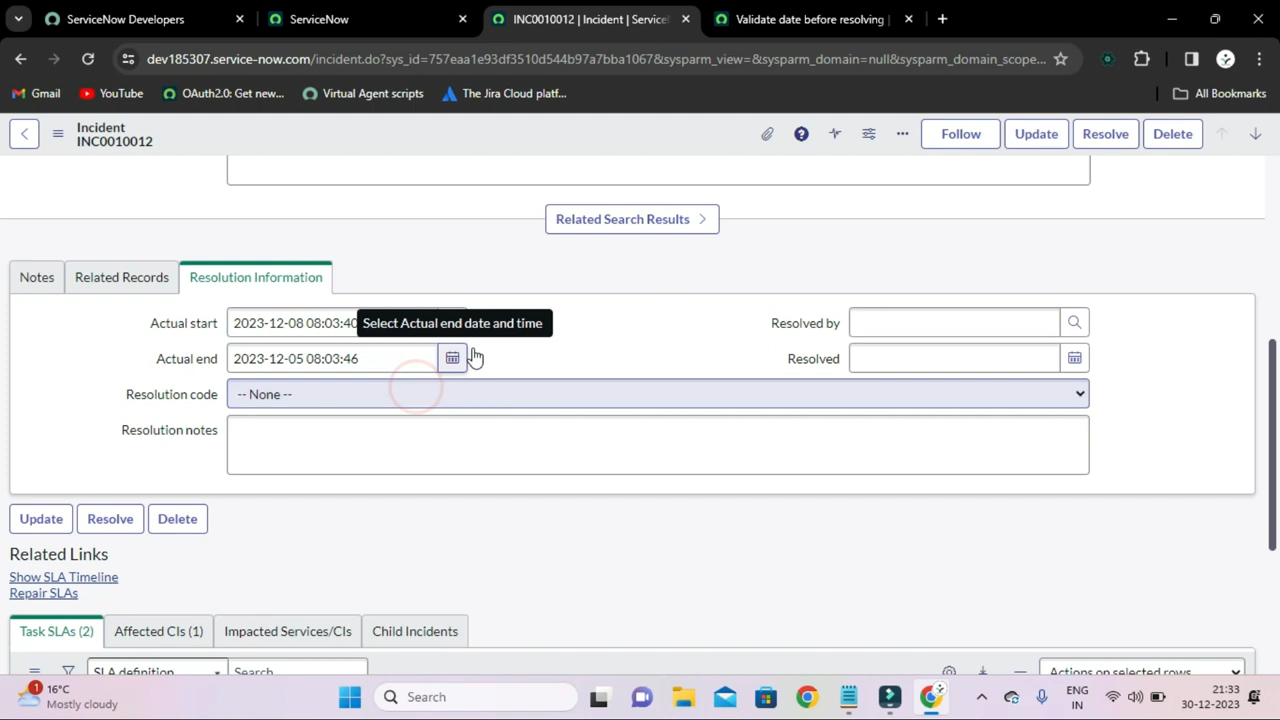 ServiceNow Developers
ServiceNow
INC0010012 | Incident | Service
Validate date before resolving |
dev185307.service-now.com/incident.do?sys_id=757eaa1e93df3510d544b97a7bba1067&sysparm_view=&sysparm_domain=null&sysparm_domain_scope...
Gmail
YouTube
OAuth2.0: Get new...
Virtual Agent scripts
The Jira Cloud platf...
All Bookmarks
Incident
INC0010012
Follow
Update
Resolve
Delete
Related Search Results
Notes
Related Records
Resolution Information
Actual start
2023-12-08 08:03:40
Select Actual end date and time
Resolved by
Actual end
2023-12-05 08:03:46
Resolved
Resolution code
-- None --
Resolution notes
Update
Resolve
Delete
Related Links
Show SLA Timeline
Repair SLAs
Task SLAs (2)
Affected CIs (1)
Impacted Services/CIs
Child Incidents
SLA definition
Search
Actions on selected rows...
1
16°C
Mostly cloudy
Search
ENG
IN
21:33
30-12-2023